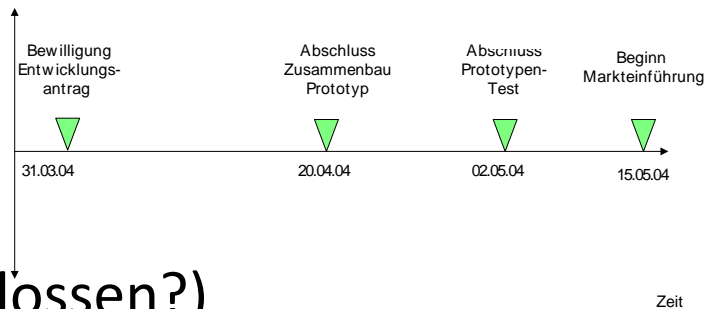 Bewilligung
Entwicklungs-
antrag
Abschluss
Zusammenbau
Prototyp
Abschluss
Prototypen-
Test
Beginn
Markteinführung
31.03.04
20.04.04
02.05.04
15.05.04
lossen?)
Zeit